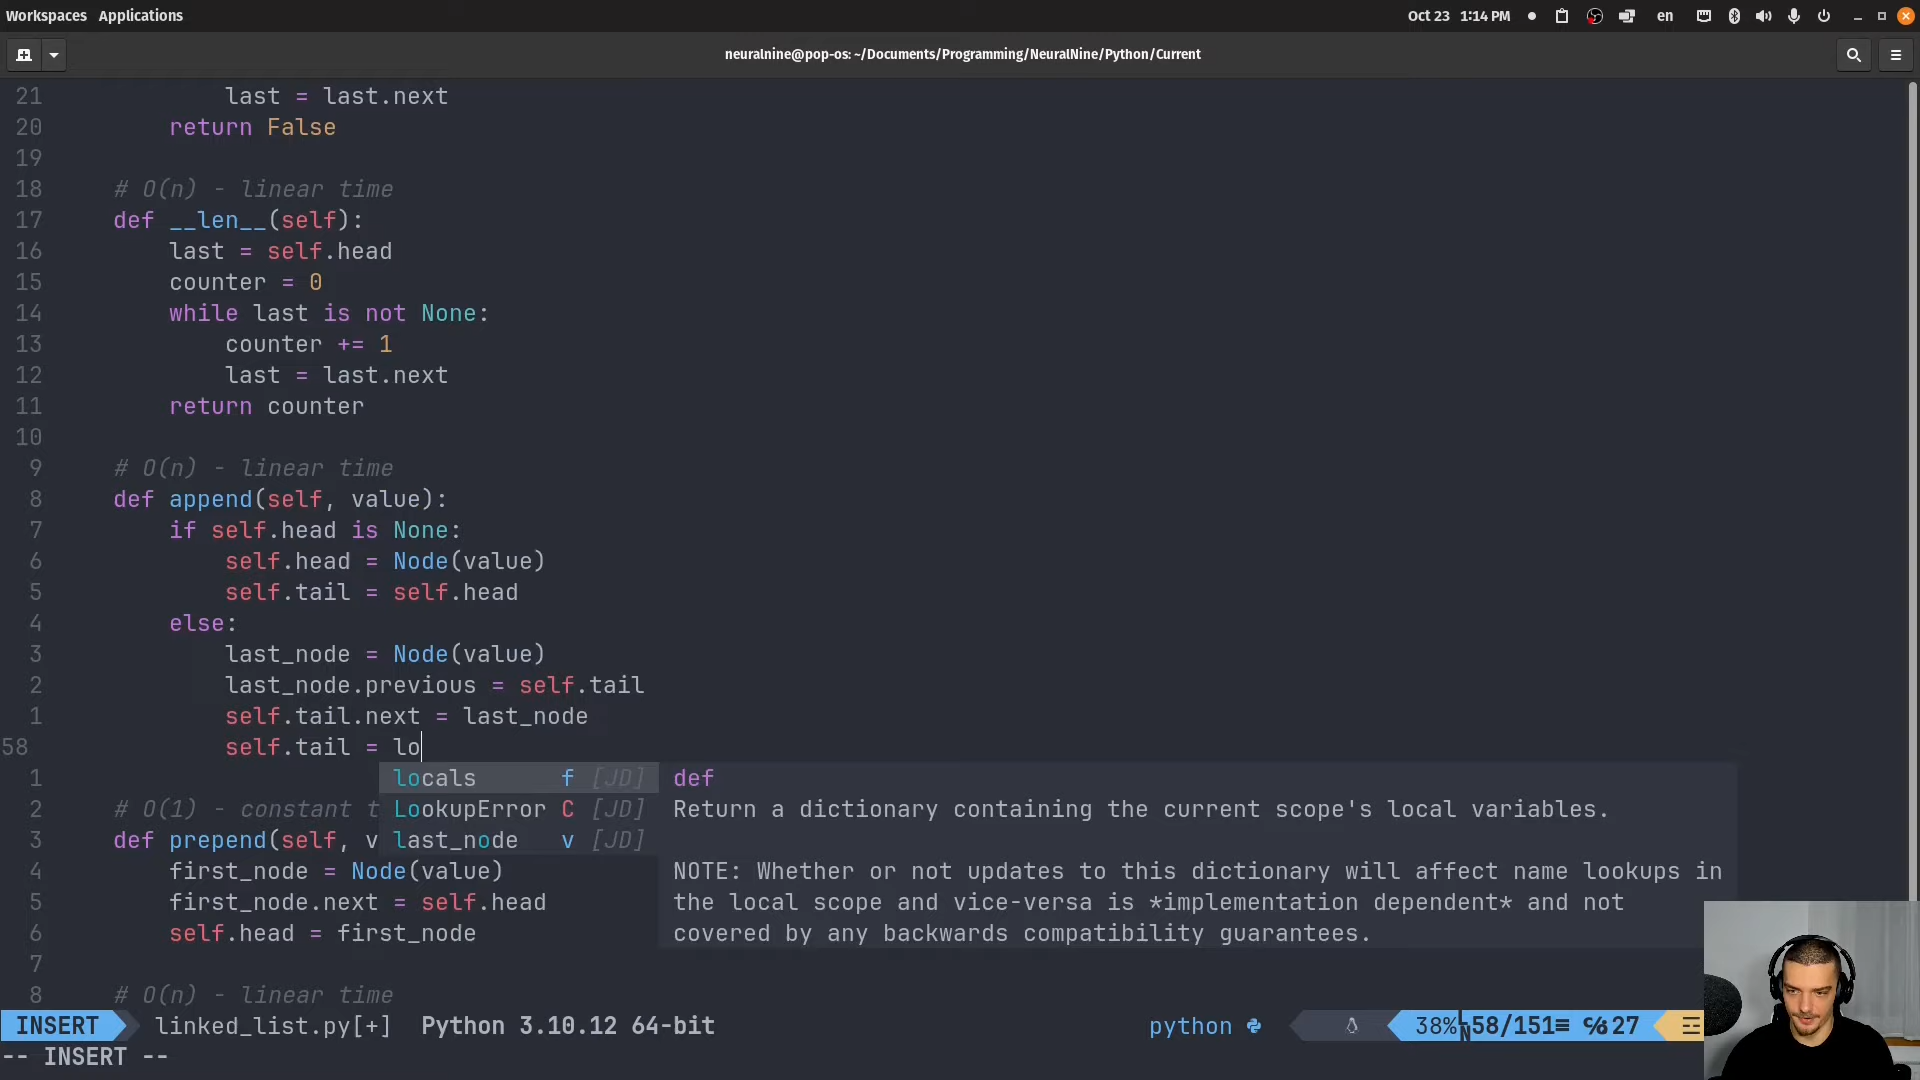 Workspaces Applications
Oct 23 1:14 PM
en
neuralnine@pop-os: ~/Documents/Programming/NeuralNine/Python/Current
21 last = last.next
20 return False
19
18 # O(n) - linear time
17 def __len__(self):
16 last = self.head
15 counter = 0
14 while last is not None:
13 counter += 1
12 last = last.next
11 return counter
10
9 # O(n) - linear time
8 def append(self, value):
7 if self.head is None:
6 self.head = Node(value)
5 self.tail = self.head
4 else:
3 last_node = Node(value)
2 last_node.previous = self.tail
1 self.tail.next = last_node
58 self.tail = lo
1 locals f [JD] def
2 # O(1) - constant t LookupError C [JD] Return a dictionary containing the current scope's local variables.
3 def prepend(self, v last_node v [JD]
4 first_node = Node(value) NOTE: Whether or not updates to this dictionary will affect name lookups in
5 first_node.next = self.head the local scope and vice-versa is *implementation dependent* and not
6 self.head = first_node covered by any backwards compatibility guarantees.
7
8 # O(n) - linear time
INSERT linked_list.py[+] Python 3.10.12 64-bit python 38% 58/151 27
-- INSERT --